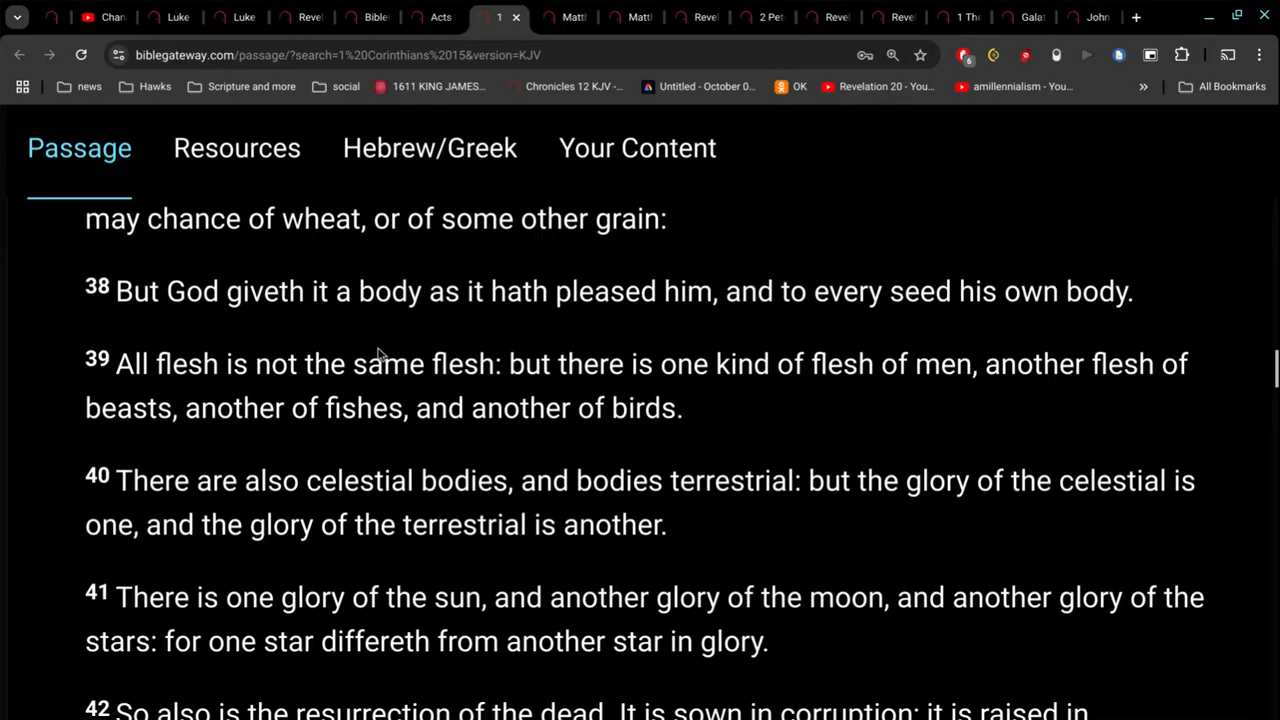 Chan
Luke
Luke
Revel
Bible
Acts
1
Matt
Matt
Revel
2 Pet
Revel
Revel
1 The
Galat
John
biblegateway.com/passage/?search=1%20Corinthians%2015&version=KJV
6
news
Hawks
Scripture and more
social
1611 KING JAMES...
Chronicles 12 KJV -...
Untitled - October 0...
OK
Revelation 20 - You...
amillennialism - You...
»
All Bookmarks
Passage
Resources
Hebrew/Greek
Your Content
may chance of wheat, or of some other grain:
38 But God giveth it a body as it hath pleased him, and to every seed his own body.
39 All flesh is not the same flesh: but there is one kind of flesh of men, another flesh of
beasts, another of fishes, and another of birds.
40 There are also celestial bodies, and bodies terrestrial: but the glory of the celestial is
one, and the glory of the terrestrial is another.
41 There is one glory of the sun, and another glory of the moon, and another glory of the
stars: for one star differeth from another star in glory.
42 So also is the resurrection of the dead. It is sown in corruption; it is raised in